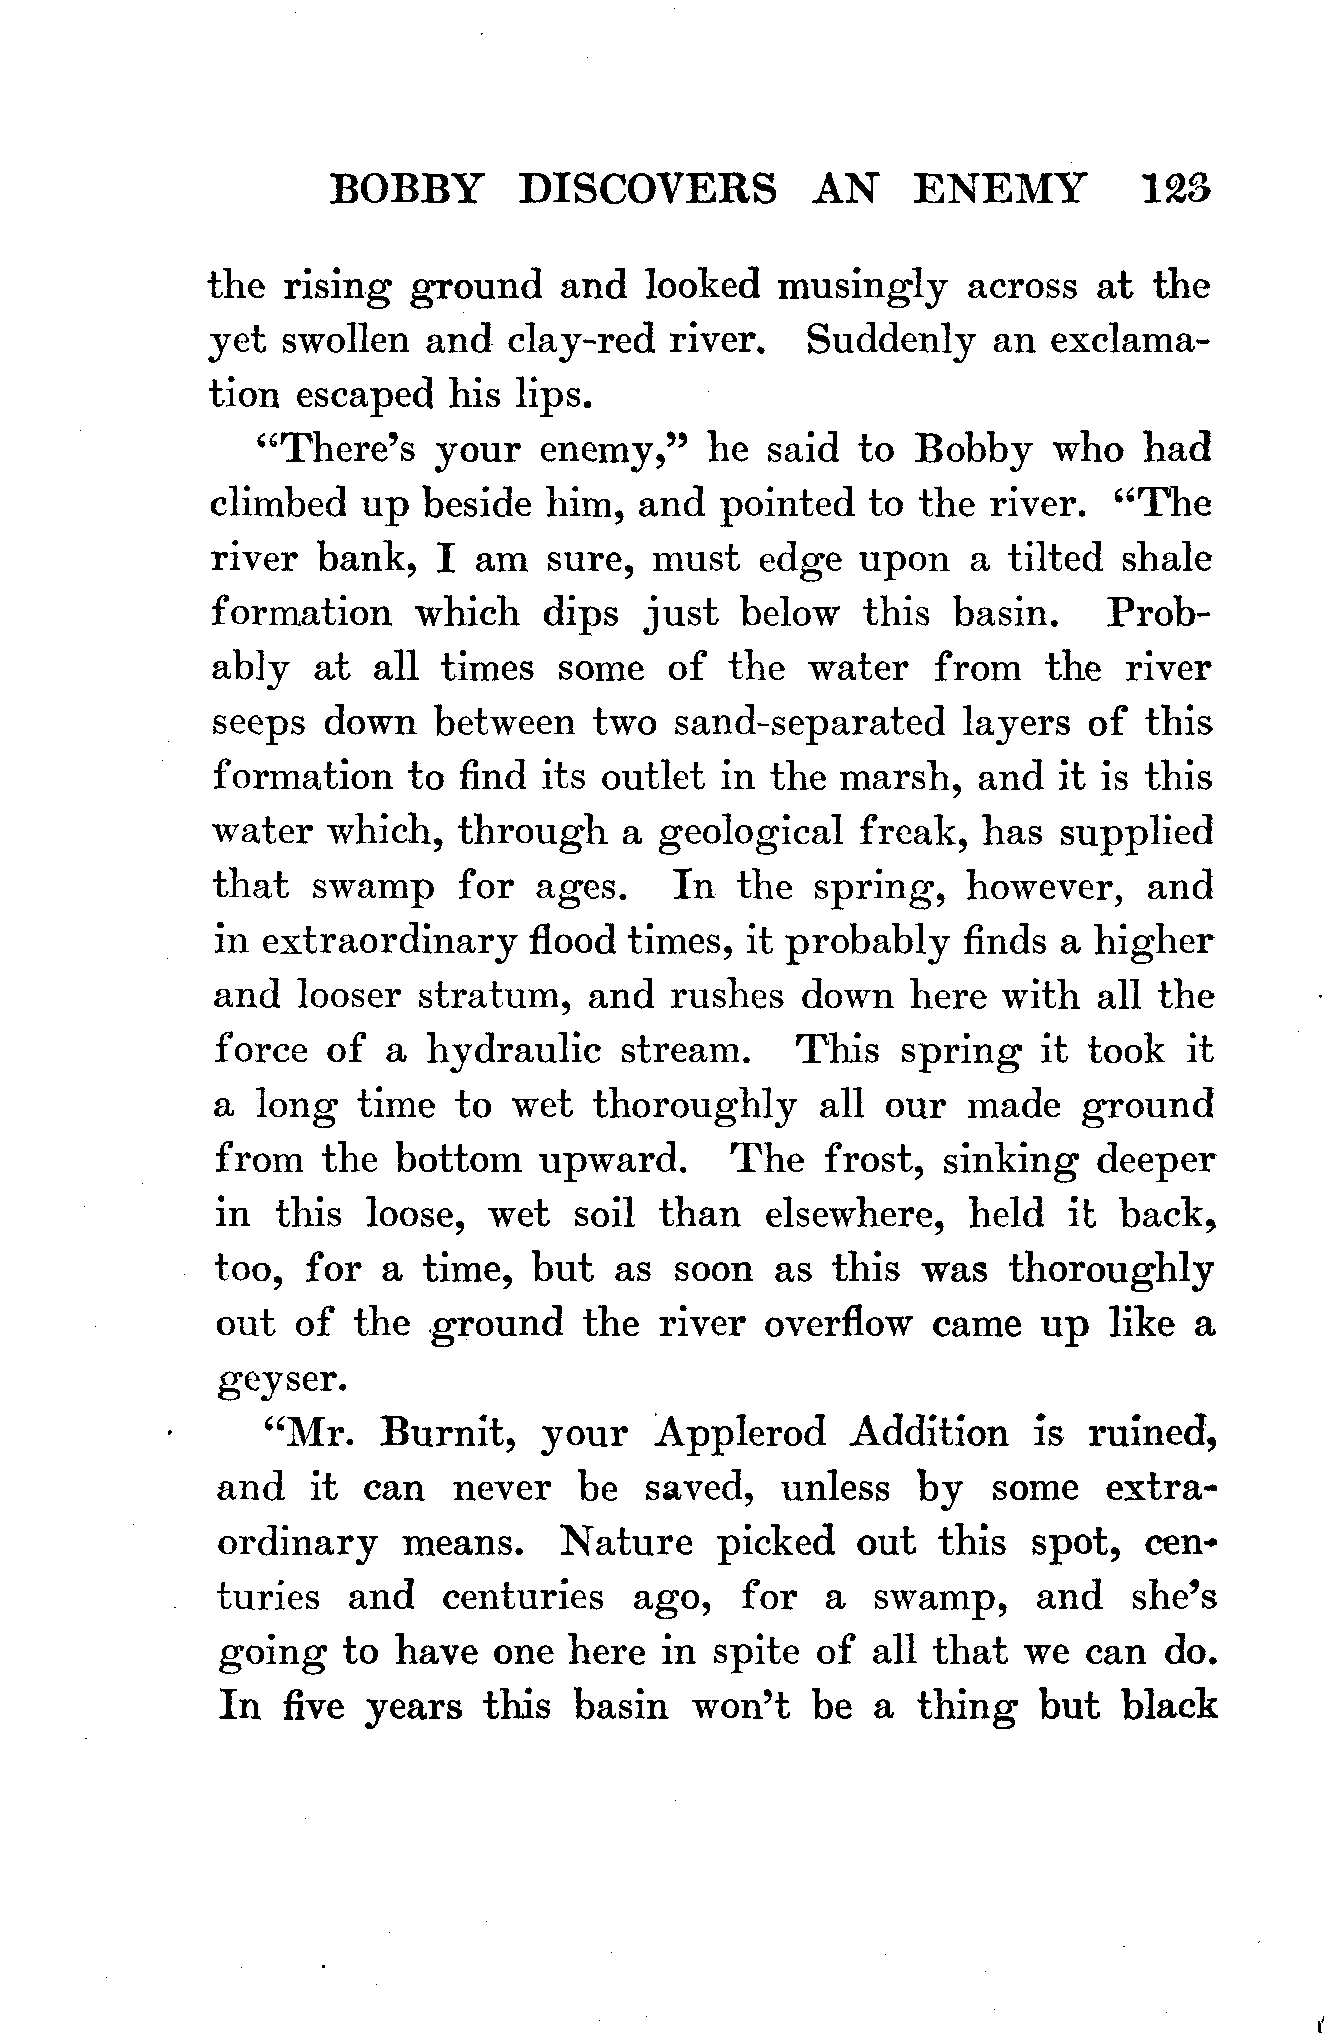 BOBBY DISCOVERS AN ENEMY 123
the rising ground and looked musingly across at the
yet swollen and clay-red river. Suddenly an exclama-
tion escaped his lips.
“There’s your enemy,” he said to Bobby who had
climbed up beside him, and pointed to the river. “The
river bank, I am sure, must edge upon a tilted shale
formation which dips just below this basin. Prob-
ably at all times some of the water from the river
seeps down between two sand-separated layers of this
formation to find its outlet in the marsh, and it is this
water which, through a geological freak, has supplied
that swamp for ages. In the spring, however, and
in extraordinary flood times, it probably finds a higher
and looser stratum, and rushes down here with all the
force of a hydraulic stream. This spring it took it
a long time to wet thoroughly all our made ground
from the bottom upward. The frost, sinking deeper
in this loose, wet soil than elsewhere, held it back,
too, for a time, but as soon as this was thoroughly
out of the ground the river overflow came up like a
geyser.
“Mr. Burnit, your Applerod Addition is ruined,
and it can never be saved, unless by some extra-
ordinary means. Nature picked out this spot, cen-
turies and centuries ago, for a swamp, and she’s
going to have one here in spite of all that we can do.
In five years this basin won’t be a thing but black